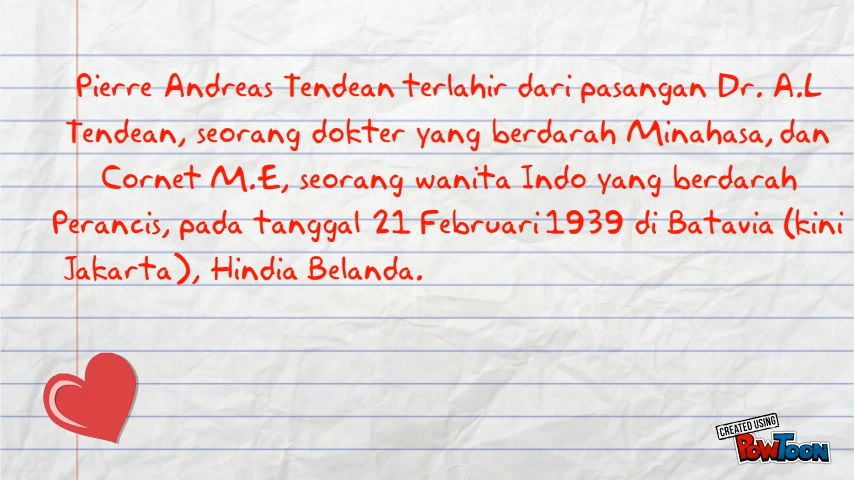 Pierre Andreas Tendean terlahir dari pasangan Dr. A.L
Tendean, seorang dokter yang berdarah Minahasa, dan
Cornet M.E, seorang wanita Indo yang berdarah
Perancis, pada tanggal 21 Februari 1939 di Batavia (kini
Jakarta), Hindia Belanda.
CREATED USING
PowToon